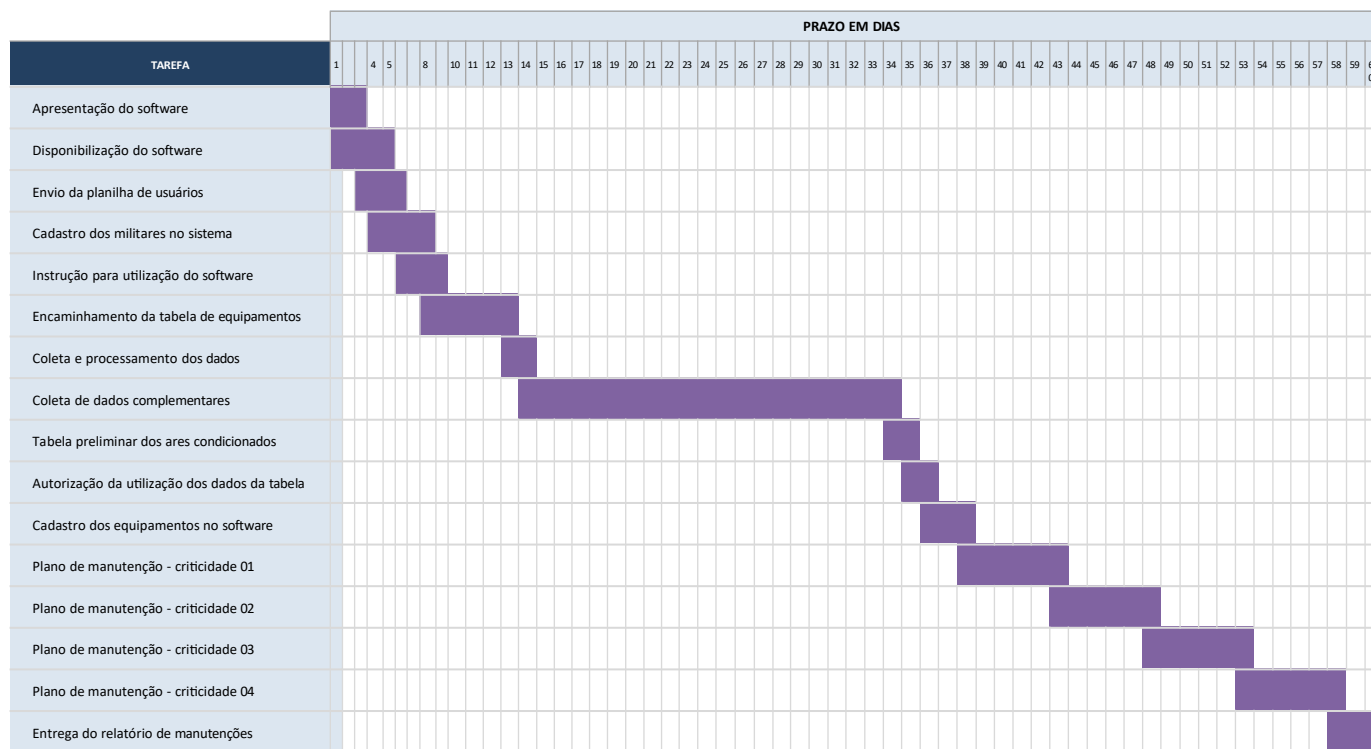 PRAZO EM DIAS
TAREFA 1 4 5 8 10 11 12 13 14 15 16 17 18 19 20 21 22 23 24 25 26 27 28 29 30 31 32 33 34 35 36 37 38 39 40 41 42 43 44 45 46 47 48 49 50 51 52 53 54 55 56 57 58 59 60
Apresentação do software
Disponibilização do software
Envio da planilha de usuários
Cadastro dos militares no sistema
Instrução para utilização do software
Encaminhamento da tabela de equipamentos
Coleta e processamento dos dados
Coleta de dados complementares
Tabela preliminar dos ares condicionados
Autorização da utilização dos dados da tabela
Cadastro dos equipamentos no software
Plano de manutenção - criticidade 01
Plano de manutenção - criticidade 02
Plano de manutenção - criticidade 03
Plano de manutenção - criticidade 04
Entrega do relatório de manutenções